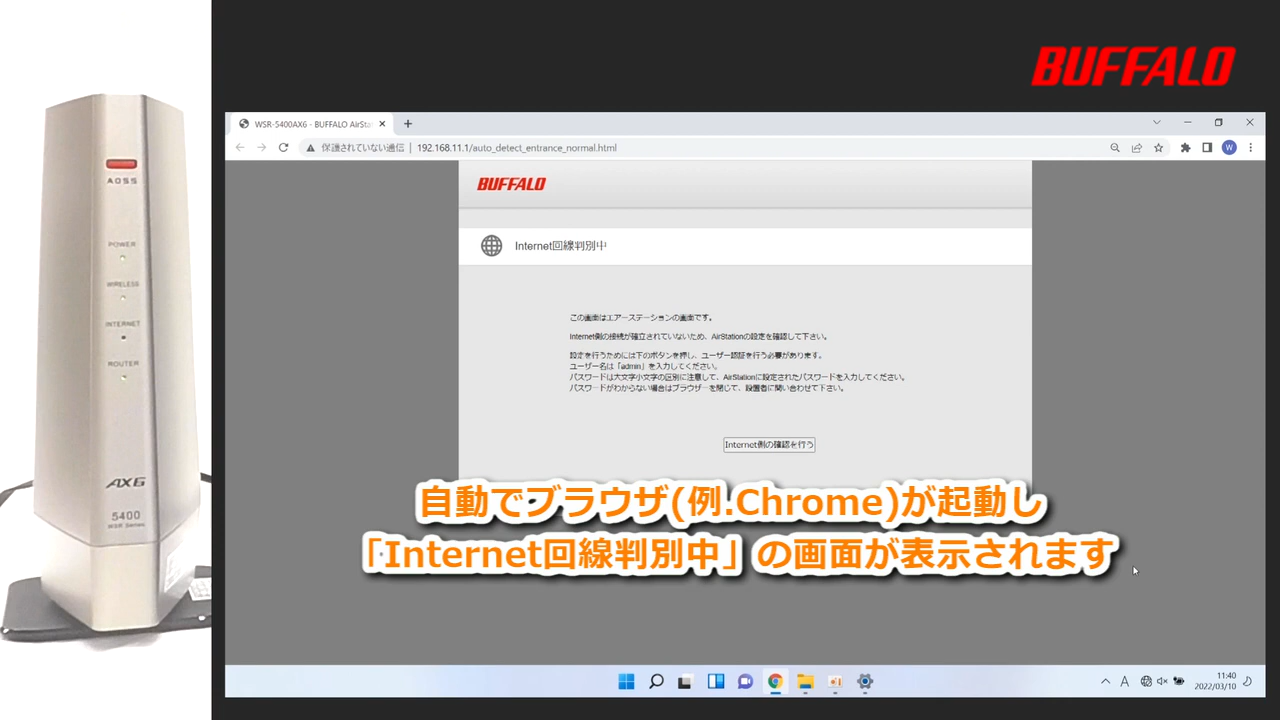 BUFFALO
AOSS
POWER
WIRELESS
INTERNET
ROUTER
AX6
5400
WSR Series
WSR-5400AX6 - BUFFALO AirSta
保護されていない通信 | 192.168.11.1/auto_detect_entrance_normal.html
W
BUFFALO
Internet回線判別中
この画面はエアーステーションの画面です。
Internet側の接続が確立されていないため、AirStationの設定を確認して下さい。
設定を行うためには下のボタンを押し、ユーザー認証を行う必要があります。
ユーザー名は「admin」を入力してください。
パスワードは大文字小文字の区別に注意して、AirStationに設定されたパスワードを入力してください。
パスワードがわからない場合はブラウザーを閉じて、設置者に問い合わせて下さい。
Internet側の確認を行う
自動でブラウザ(例.Chrome)が起動し
「Internet回線判別中」の画面が表示されます
A
11:40
2022/03/10